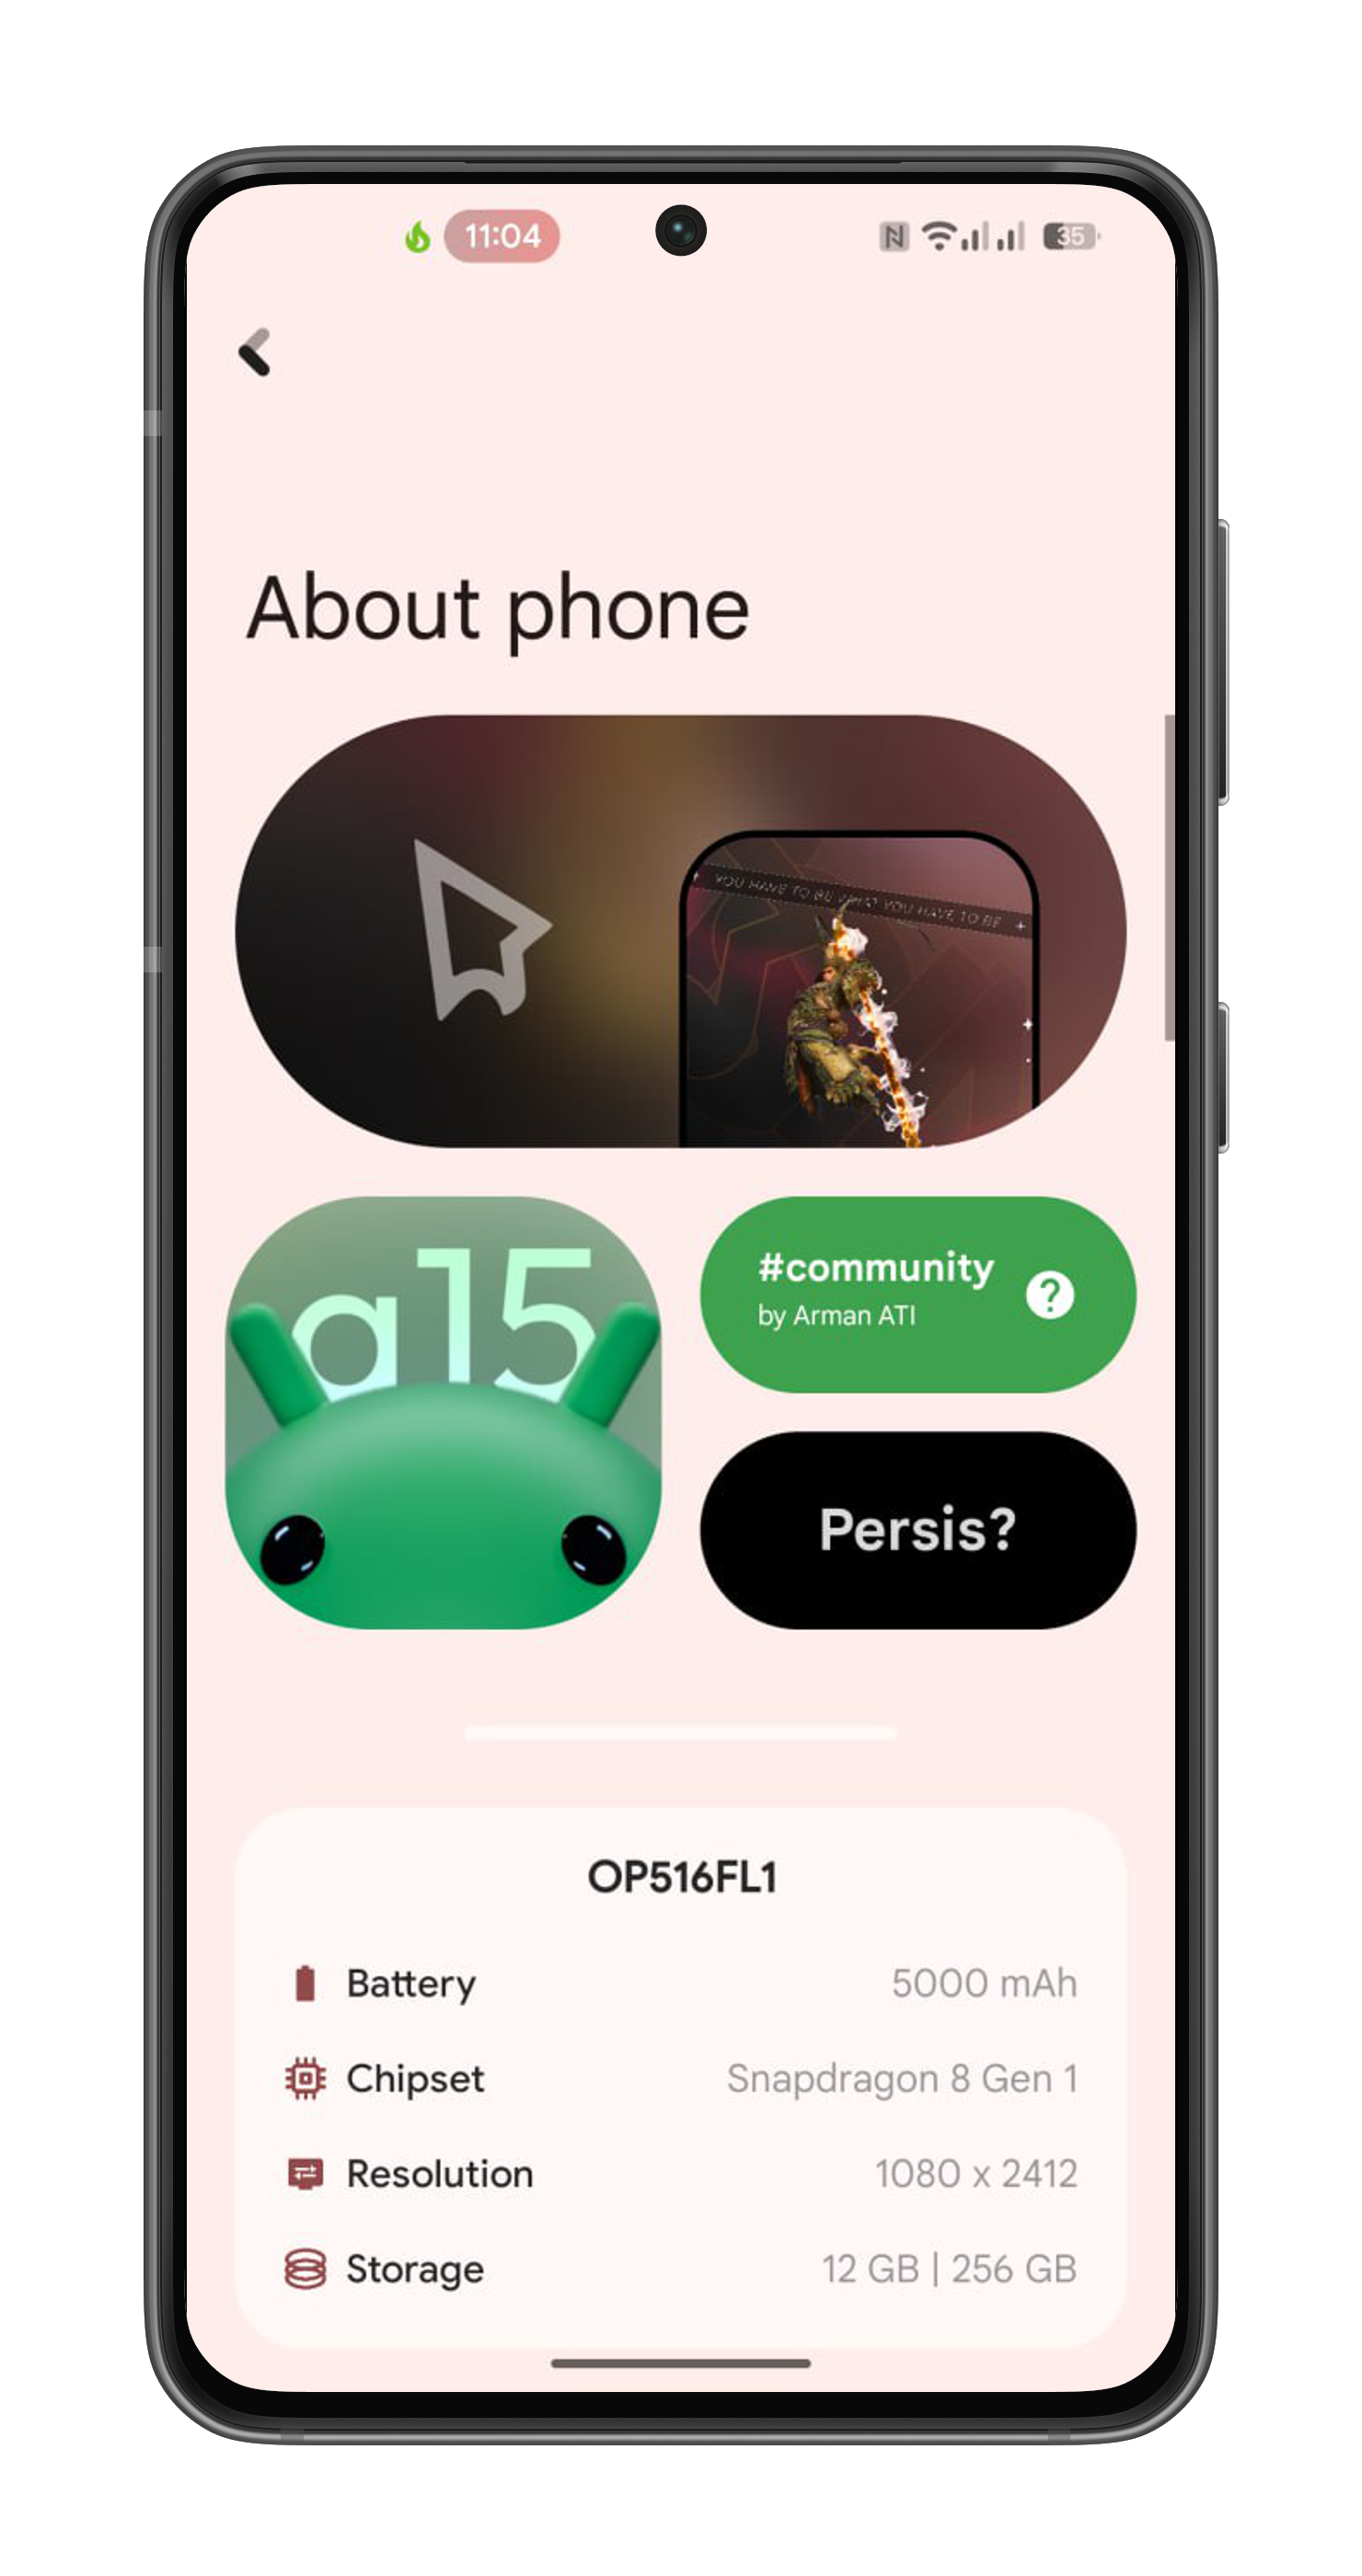 11:04
N
35
About phone
YOU HAVE TO BE WHAT YOU HAVE TO BE
a15
#community
by Arman ATI
?
Persis?
OP516FL1
Battery 5000 mAh
Chipset Snapdragon 8 Gen 1
Resolution 1080 x 2412
Storage 12 GB | 256 GB